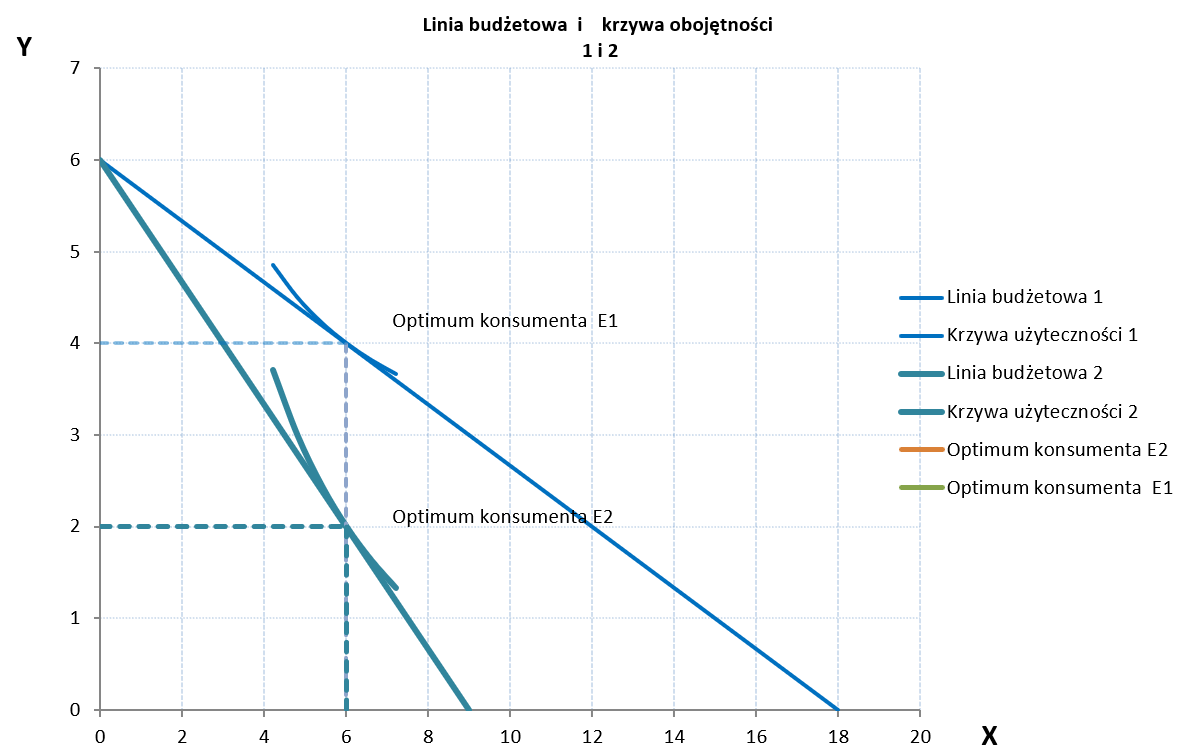 Linia budżetowa  i    krzywa obojętności
1 i 2
Y
7
6
5
4
3
2
1
0
Optimum konsumenta  E1
Optimum konsumenta E2
0 2 4 6 8 10 12 14 16 18 20
X
Linia budżetowa 1
Krzywa użyteczności 1
Linia budżetowa 2
Krzywa użyteczności 2
Optimum konsumenta E2
Optimum konsumenta  E1